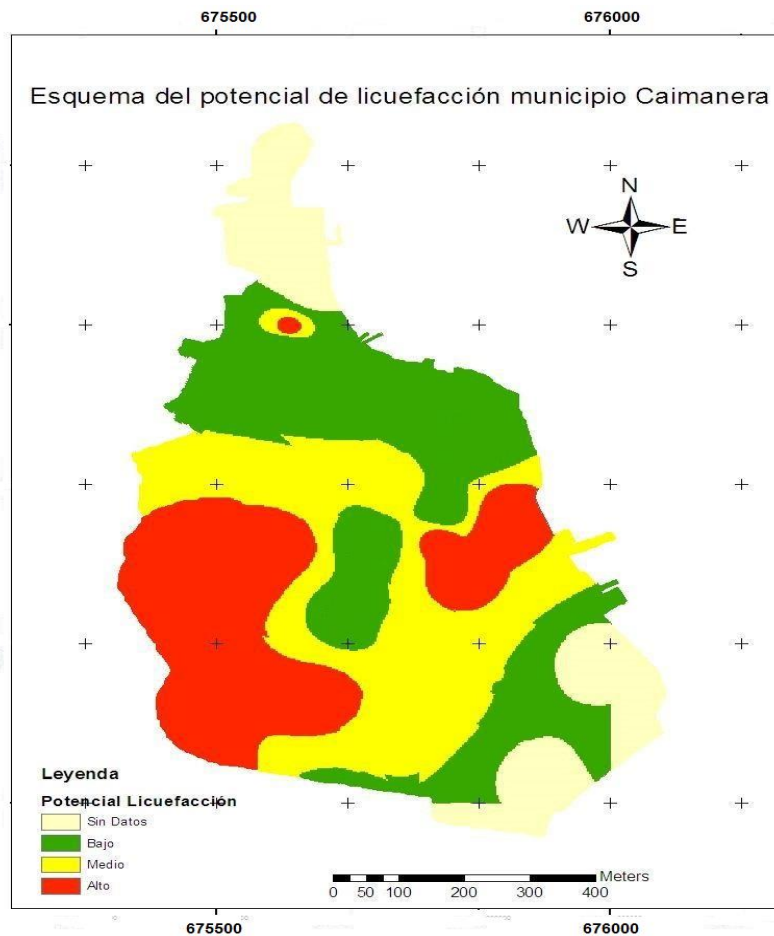 675500 676000
Esquema del potencial de licuefacción municipio Caimanera
N
W E
S
Leyenda
Potencial Licuefacción
Sin Datos
Bajo
Medio
Alto
Meters
0 50 100 200 300 400
675500 676000